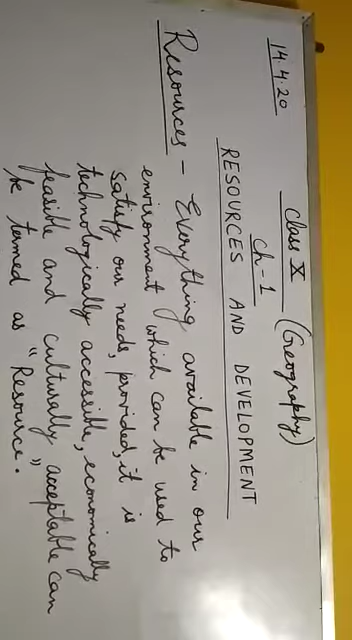 14.4.20
Class X (Geography)
Ch-1
RESOURCES AND DEVELOPMENT
Resources - Everything available in our
environment which can be used to
satisfy our needs, provided, it is
technologically accessible, economically
feasible and culturally acceptable can
be termed as "Resource".